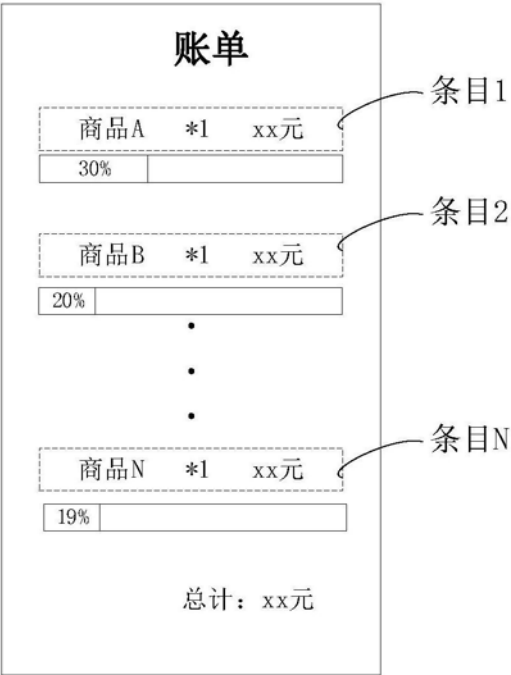 账单
商品A *1 xx元
条目1
30%
商品B *1 xx元
条目2
20%
商品N *1 xx元
条目N
19%
总计：xx元